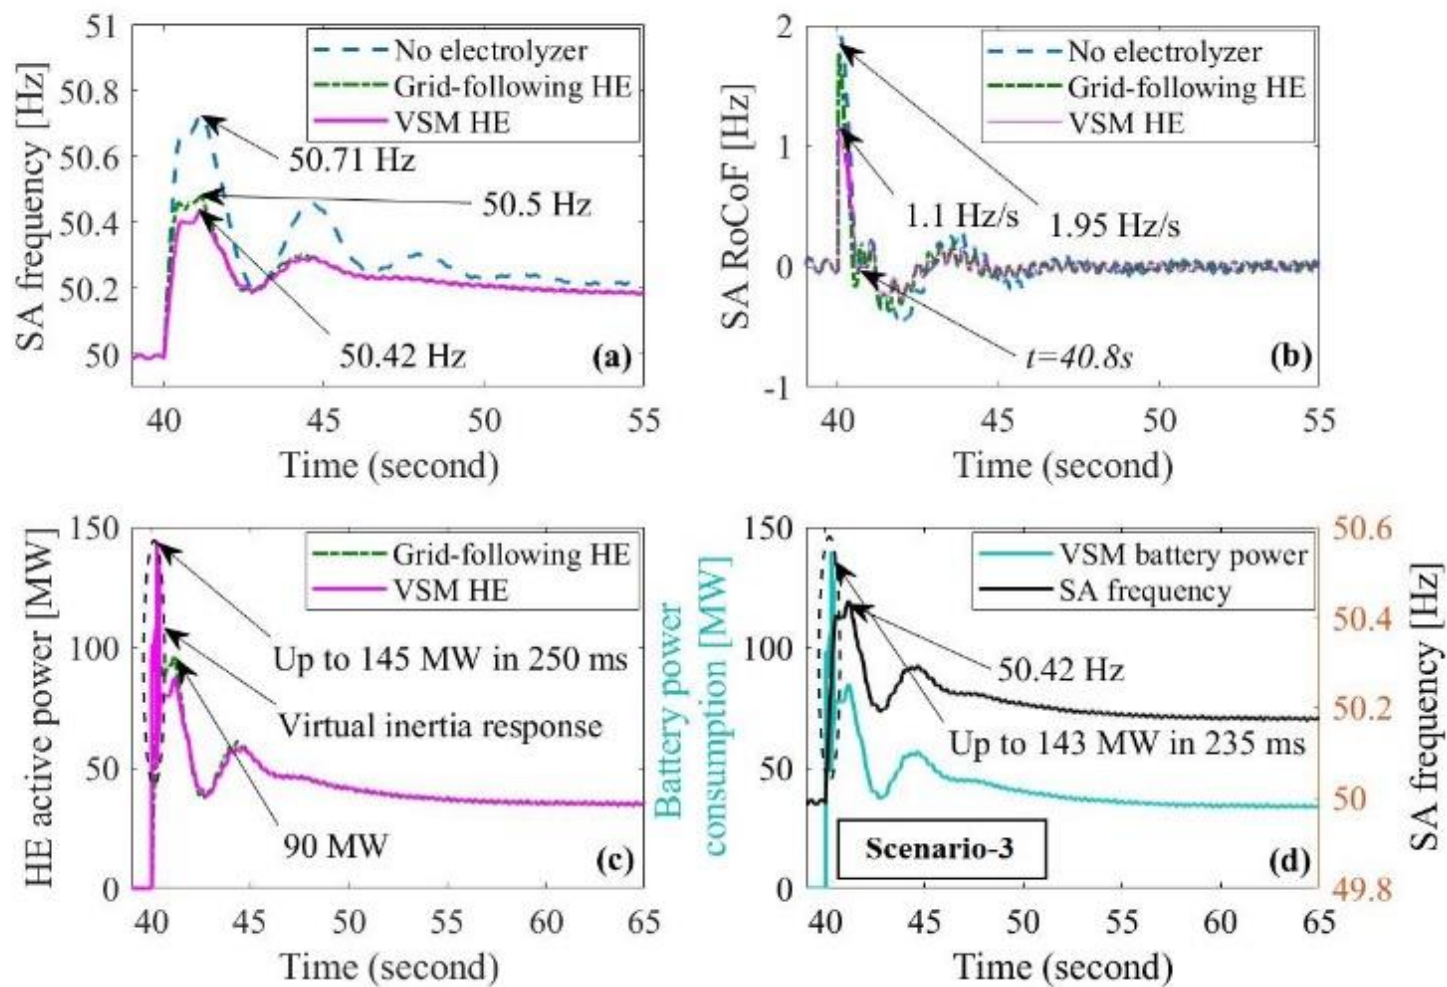 51
50.8
50.6
50.4
50.2
50
SA frequency [Hz]
No electrolyzer
Grid-following HE
VSM HE
50.71 Hz
50.5 Hz
50.42 Hz
(a)
40 45 50 55
Time (second)
2
1
0
-1
SA RoCoF [Hz]
No electrolyzer
Grid-following HE
VSM HE
1.1 Hz/s
1.95 Hz/s
t=40.8s
(b)
40 45 50 55
Time (second)
150
100
50
0
HE active power [MW]
Grid-following HE
VSM HE
Up to 145 MW in 250 ms
Virtual inertia response
90 MW
(c)
40 45 50 55 60 65
Time (second)
150
100
50
0
Battery power
consumption [MW]
VSM battery power
SA frequency
50.42 Hz
Up to 143 MW in 235 ms
Scenario-3
(d)
50.6
50.4
50.2
50
49.8
SA frequency [Hz]
40 45 50 55 60 65
Time (second)